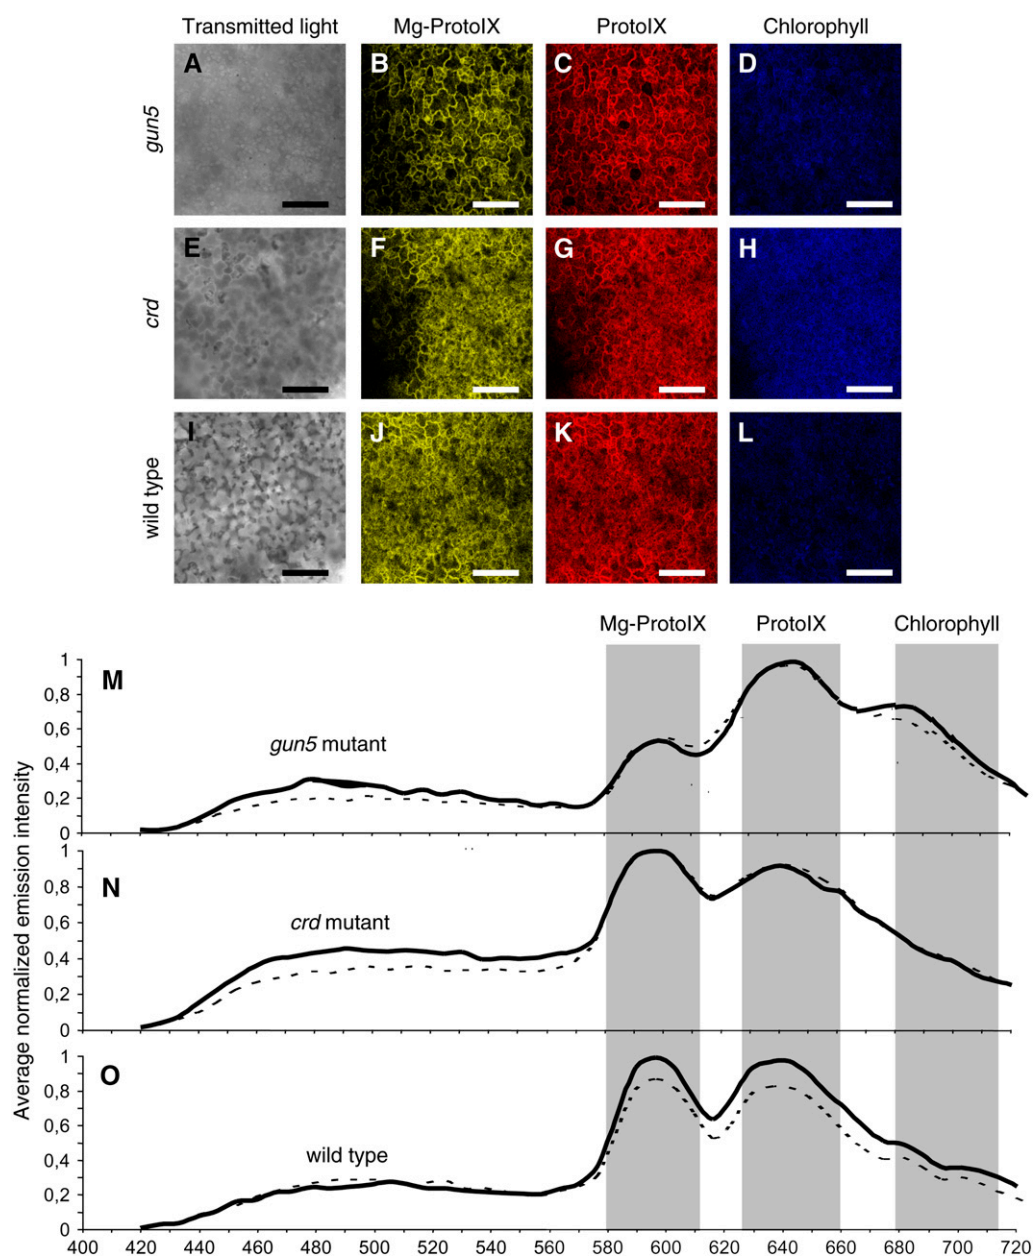 Transmitted light Mg-ProtoIX ProtoIX Chlorophyll
gun5
A B C D
crd
E F G H
wild type
I J K L
Mg-ProtoIX ProtoIX Chlorophyll
Average normalized emission intensity
M
1
0,8
0,6
0,4
0,2
0
gun5 mutant
N
1
0,8
0,6
0,4
0,2
0
crd mutant
O
1
0,8
0,6
0,4
0,2
0
wild type
400 420 440 460 480 500 520 540 560 580 600 620 640 660 680 700 720